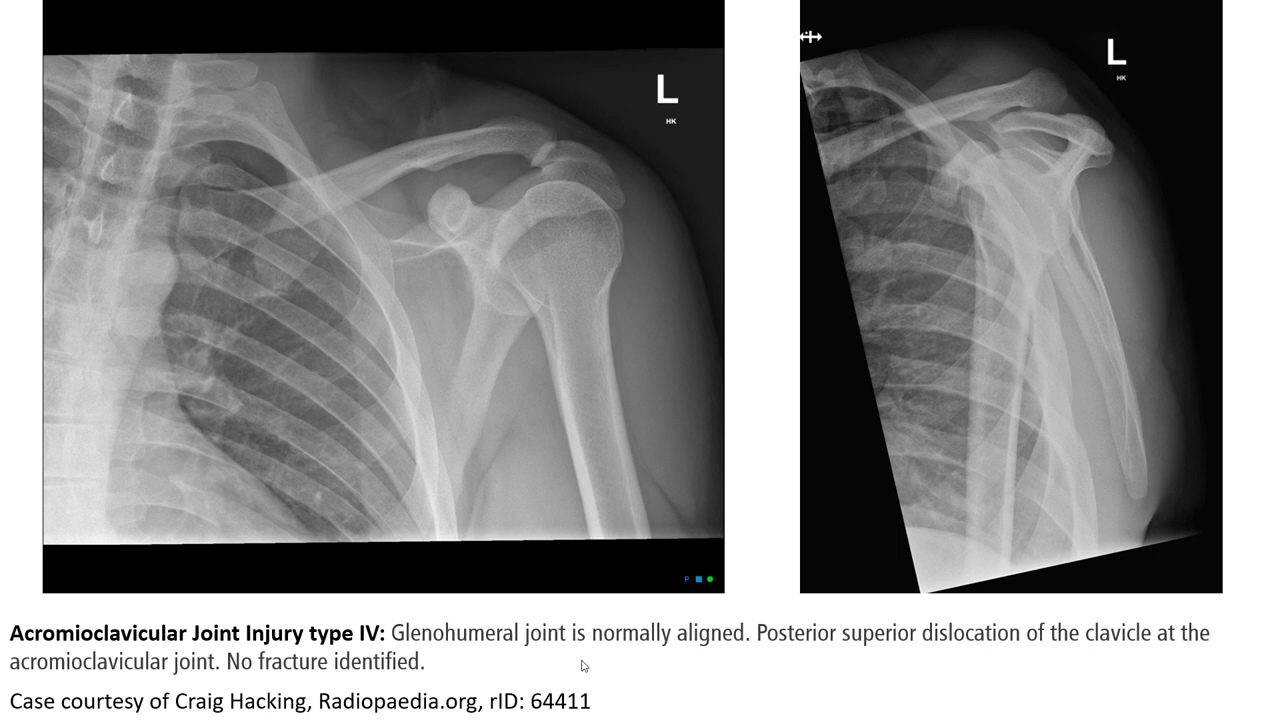 L
HK
L
HK
P
Acromioclavicular Joint Injury type IV: Glenohumeral joint is normally aligned. Posterior superior dislocation of the clavicle at the
acromioclavicular joint. No fracture identified.
Case courtesy of Craig Hacking, Radiopaedia.org, rID: 64411